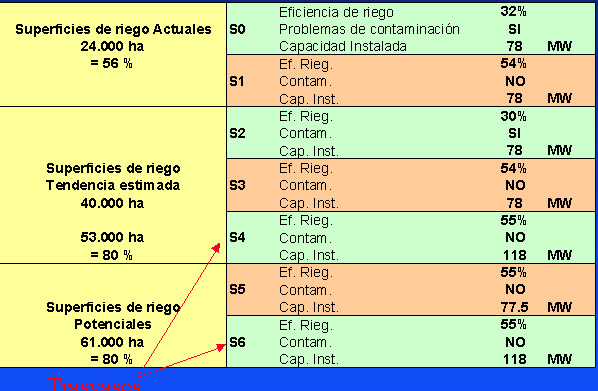 Superficies de riego Actuales
24.000 ha
= 56 %
S0
Eficiencia de riego 32%
Problemas de contaminación SI
Capacidad Instalada 78 MW
S1
Ef. Rieg. 54%
Contam. NO
Cap. Inst. 78 MW
Superficies de riego
Tendencia estimada
40.000 ha
53.000 ha
= 80 %
S2
Ef. Rieg. 30%
Contam. SI
Cap. Inst. 78 MW
S3
Ef. Rieg. 54%
Contam. NO
Cap. Inst. 78 MW
S4
Ef. Rieg. 55%
Contam. NO
Cap. Inst. 118 MW
Superficies de riego
Potenciales
61.000 ha
= 80 %
S5
Ef. Rieg. 55%
Contam. NO
Cap. Inst. 77.5 MW
S6
Ef. Rieg. 55%
Contam. NO
Cap. Inst. 118 MW
Trasvases